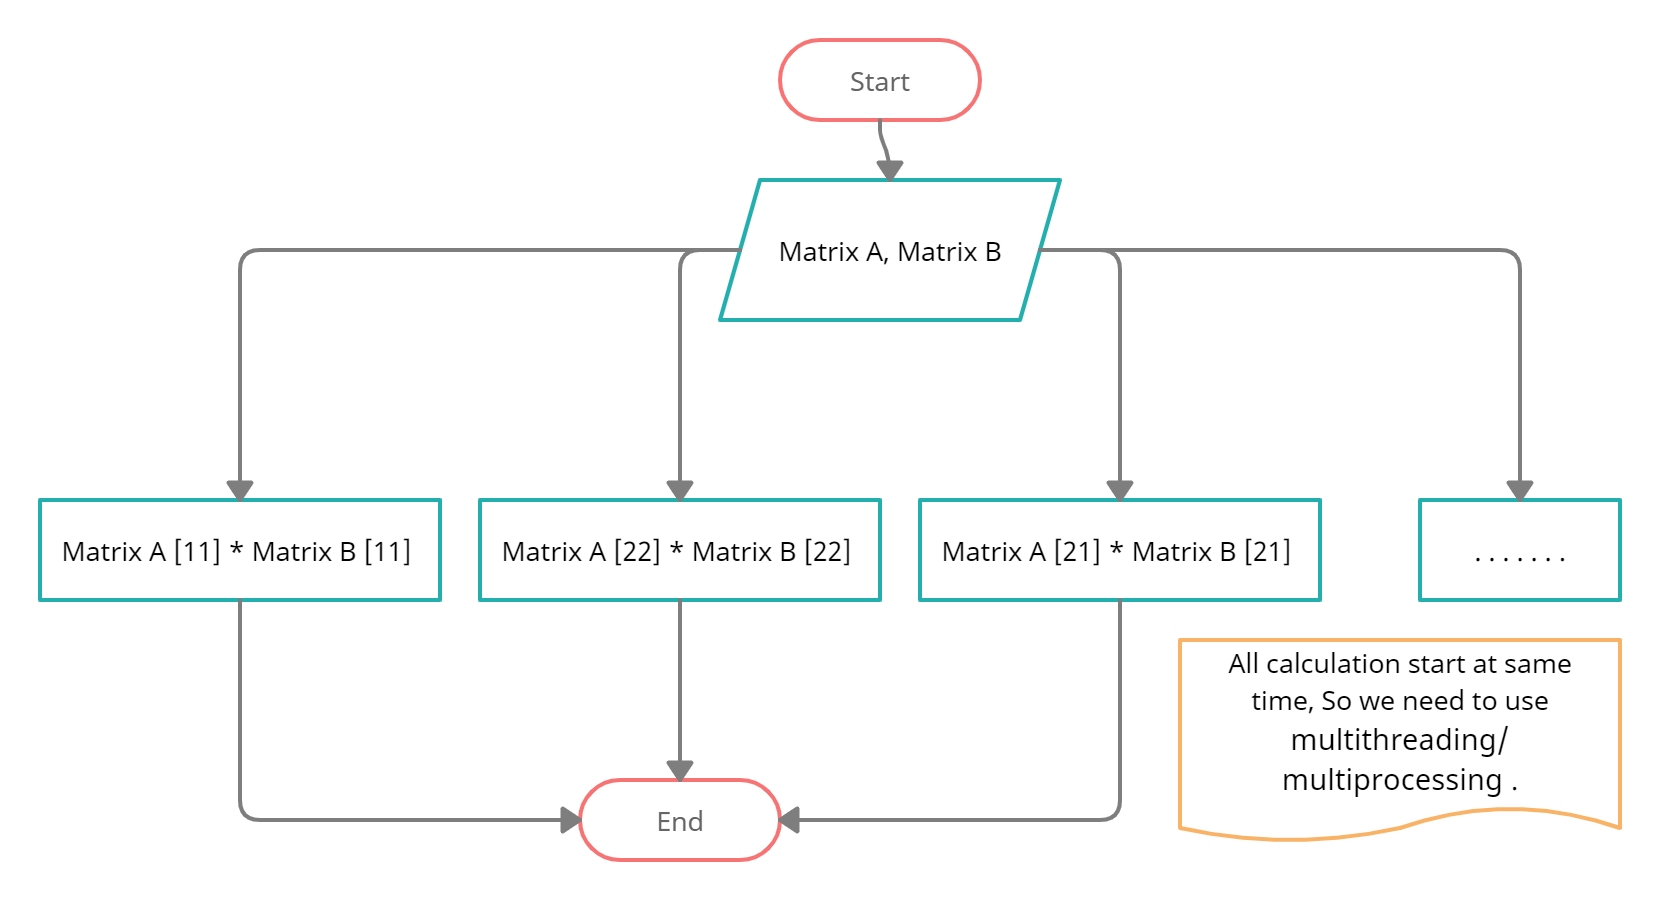 Start
Matrix A, Matrix B
Matrix A [11] * Matrix B [11]
Matrix A [22] * Matrix B [22]
Matrix A [21] * Matrix B [21]
. . . . . . .
All calculation start at same
time, So we need to use
multithreading/
multiprocessing .
End